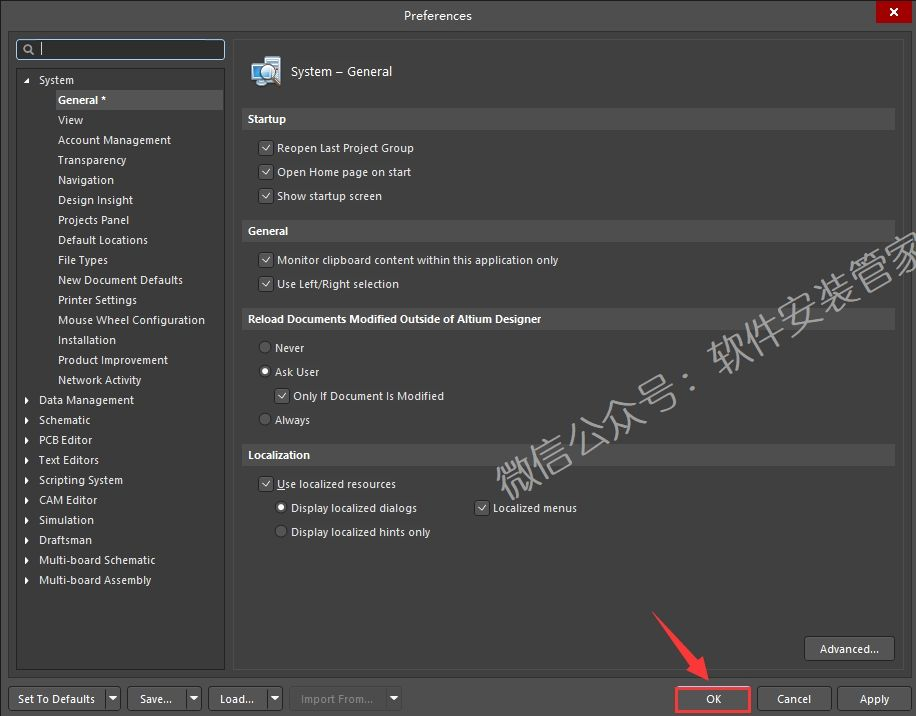 Preferences
System
General *
View
Account Management
Transparency
Navigation
Design Insight
Projects Panel
Default Locations
File Types
New Document Defaults
Printer Settings
Mouse Wheel Configuration
Installation
Product Improvement
Network Activity
Data Management
Schematic
PCB Editor
Text Editors
Scripting System
CAM Editor
Simulation
Draftsman
Multi-board Schematic
Multi-board Assembly
System – General
Startup
Reopen Last Project Group
Open Home page on start
Show startup screen
General
Monitor clipboard content within this application only
Use Left/Right selection
Reload Documents Modified Outside of Altium Designer
Never
Ask User
Only If Document Is Modified
Always
Localization
Use localized resources
Display localized dialogs
Localized menus
Display localized hints only
微信公众号：软件安装管家
Advanced...
Set To Defaults
Save...
Load...
Import From...
OK
Cancel
Apply